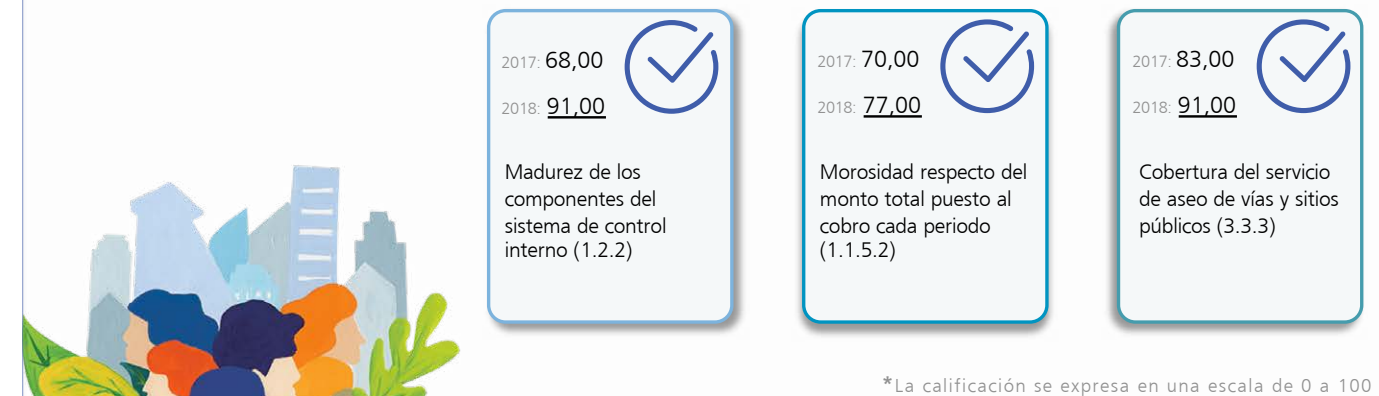 2017: 68,00
2018: 91,00
Madurez de los
componentes del
sistema de control
interno (1.2.2)
2017: 70,00
2018: 77,00
Morosidad respecto del
monto total puesto al
cobro cada periodo
(1.1.5.2)
2017: 83,00
2018: 91,00
Cobertura del servicio
de aseo de vías y sitios
públicos (3.3.3)
*La calificación se expresa en una escala de 0 a 100